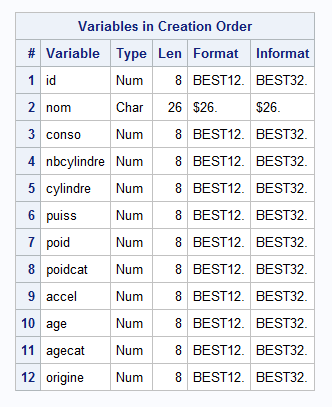 Variables in Creation Order
# Variable Type Len Format Informat
1 id Num 8 BEST12. BEST32.
2 nom Char 26 $26. $26.
3 conso Num 8 BEST12. BEST32.
4 nbcylindre Num 8 BEST12. BEST32.
5 cylindre Num 8 BEST12. BEST32.
6 puiss Num 8 BEST12. BEST32.
7 poid Num 8 BEST12. BEST32.
8 poidcat Num 8 BEST12. BEST32.
9 accel Num 8 BEST12. BEST32.
10 age Num 8 BEST12. BEST32.
11 agecat Num 8 BEST12. BEST32.
12 origine Num 8 BEST12. BEST32.